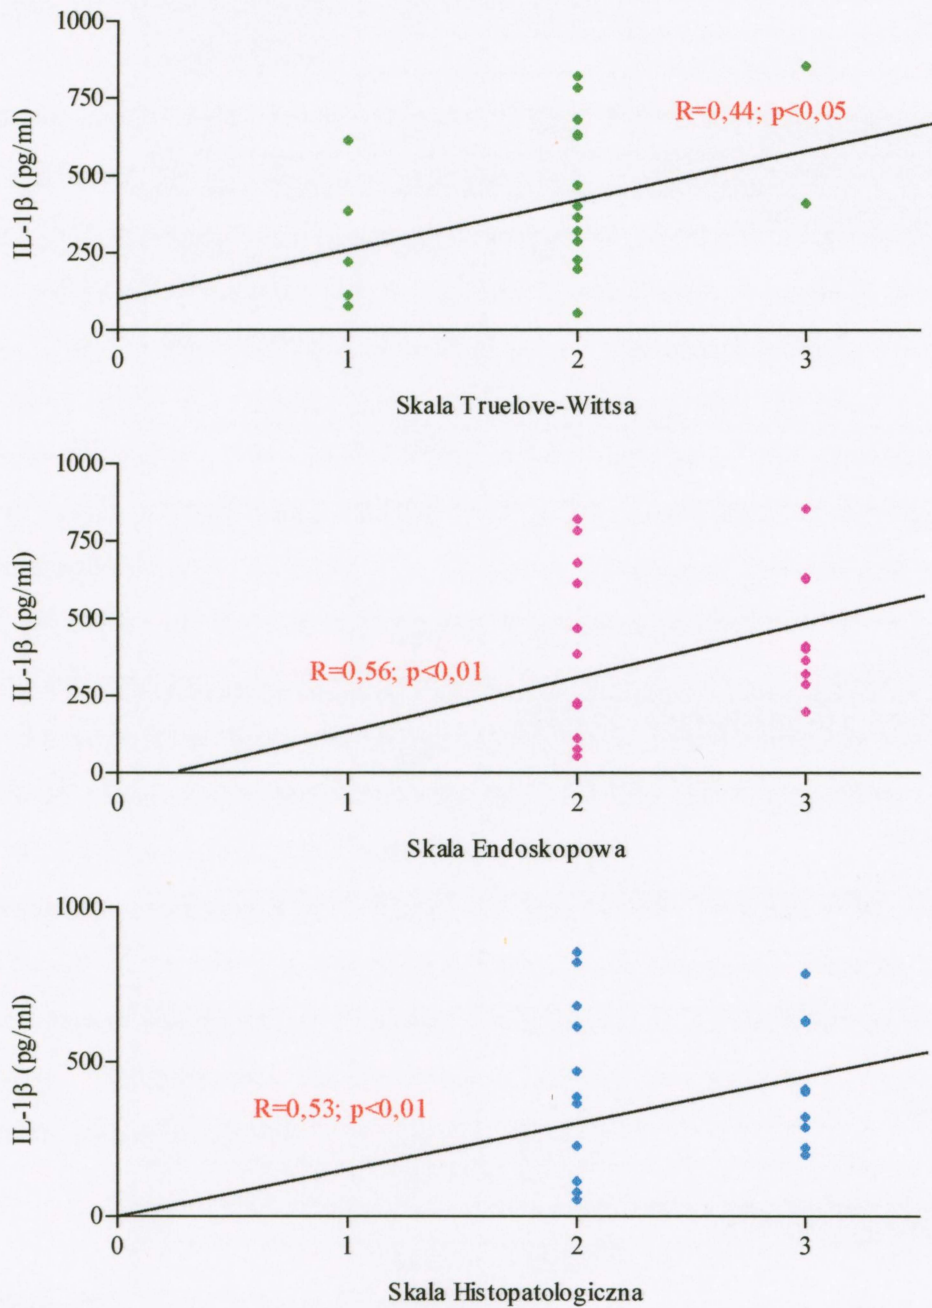 1000
750
500
250
0
IL-1β (pg/ml)
R=0,44; p<0,05
0 1 2 3
Skala Truelove-Wittsa
1000
750
500
250
0
IL-1β (pg/ml)
R=0,56; p<0,01
0 1 2 3
Skala Endoskopowa
1000
500
0
IL-1β (pg/ml)
R=0,53; p<0,01
0 1 2 3
Skala Histopatologiczna